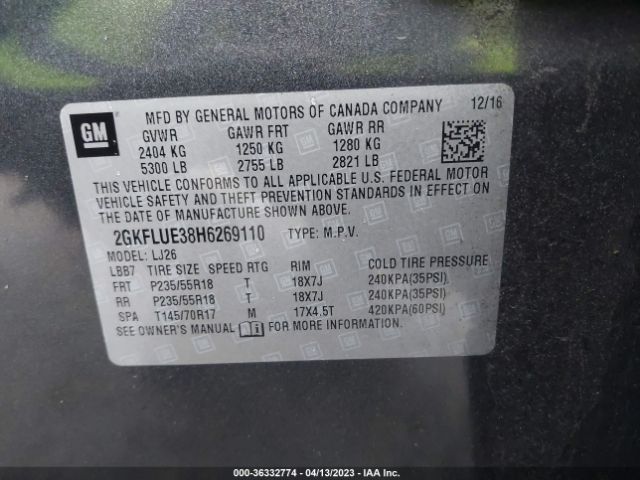 MFD BY GENERAL MOTORS OF CANADA COMPANY 12/16
GM
GVWR GAWR FRT GAWR RR
2404 KG 1250 KG 1280 KG
5300 LB 2755 LB 2821 LB
THIS VEHICLE CONFORMS TO ALL APPLICABLE U.S. FEDERAL MOTOR
VEHICLE SAFETY AND THEFT PREVENTION STANDARDS IN EFFECT ON
THE DATE OF MANUFACTURE SHOWN ABOVE.
2GKFLUE38H6269110 TYPE: M.P.V.
MODEL: LJ26
LBB7 TIRE SIZE SPEED RTG RIM COLD TIRE PRESSURE
FRT P235/55R18 T 18X7J 240KPA(35PSI)
RR P235/55R18 T 18X7J 240KPA(35PSI)
SPA T145/70R17 M 17X4.5T 420KPA(60PSI)
SEE OWNER'S MANUAL FOR MORE INFORMATION
000-36332774 - 04/13/2023 - IAA Inc.